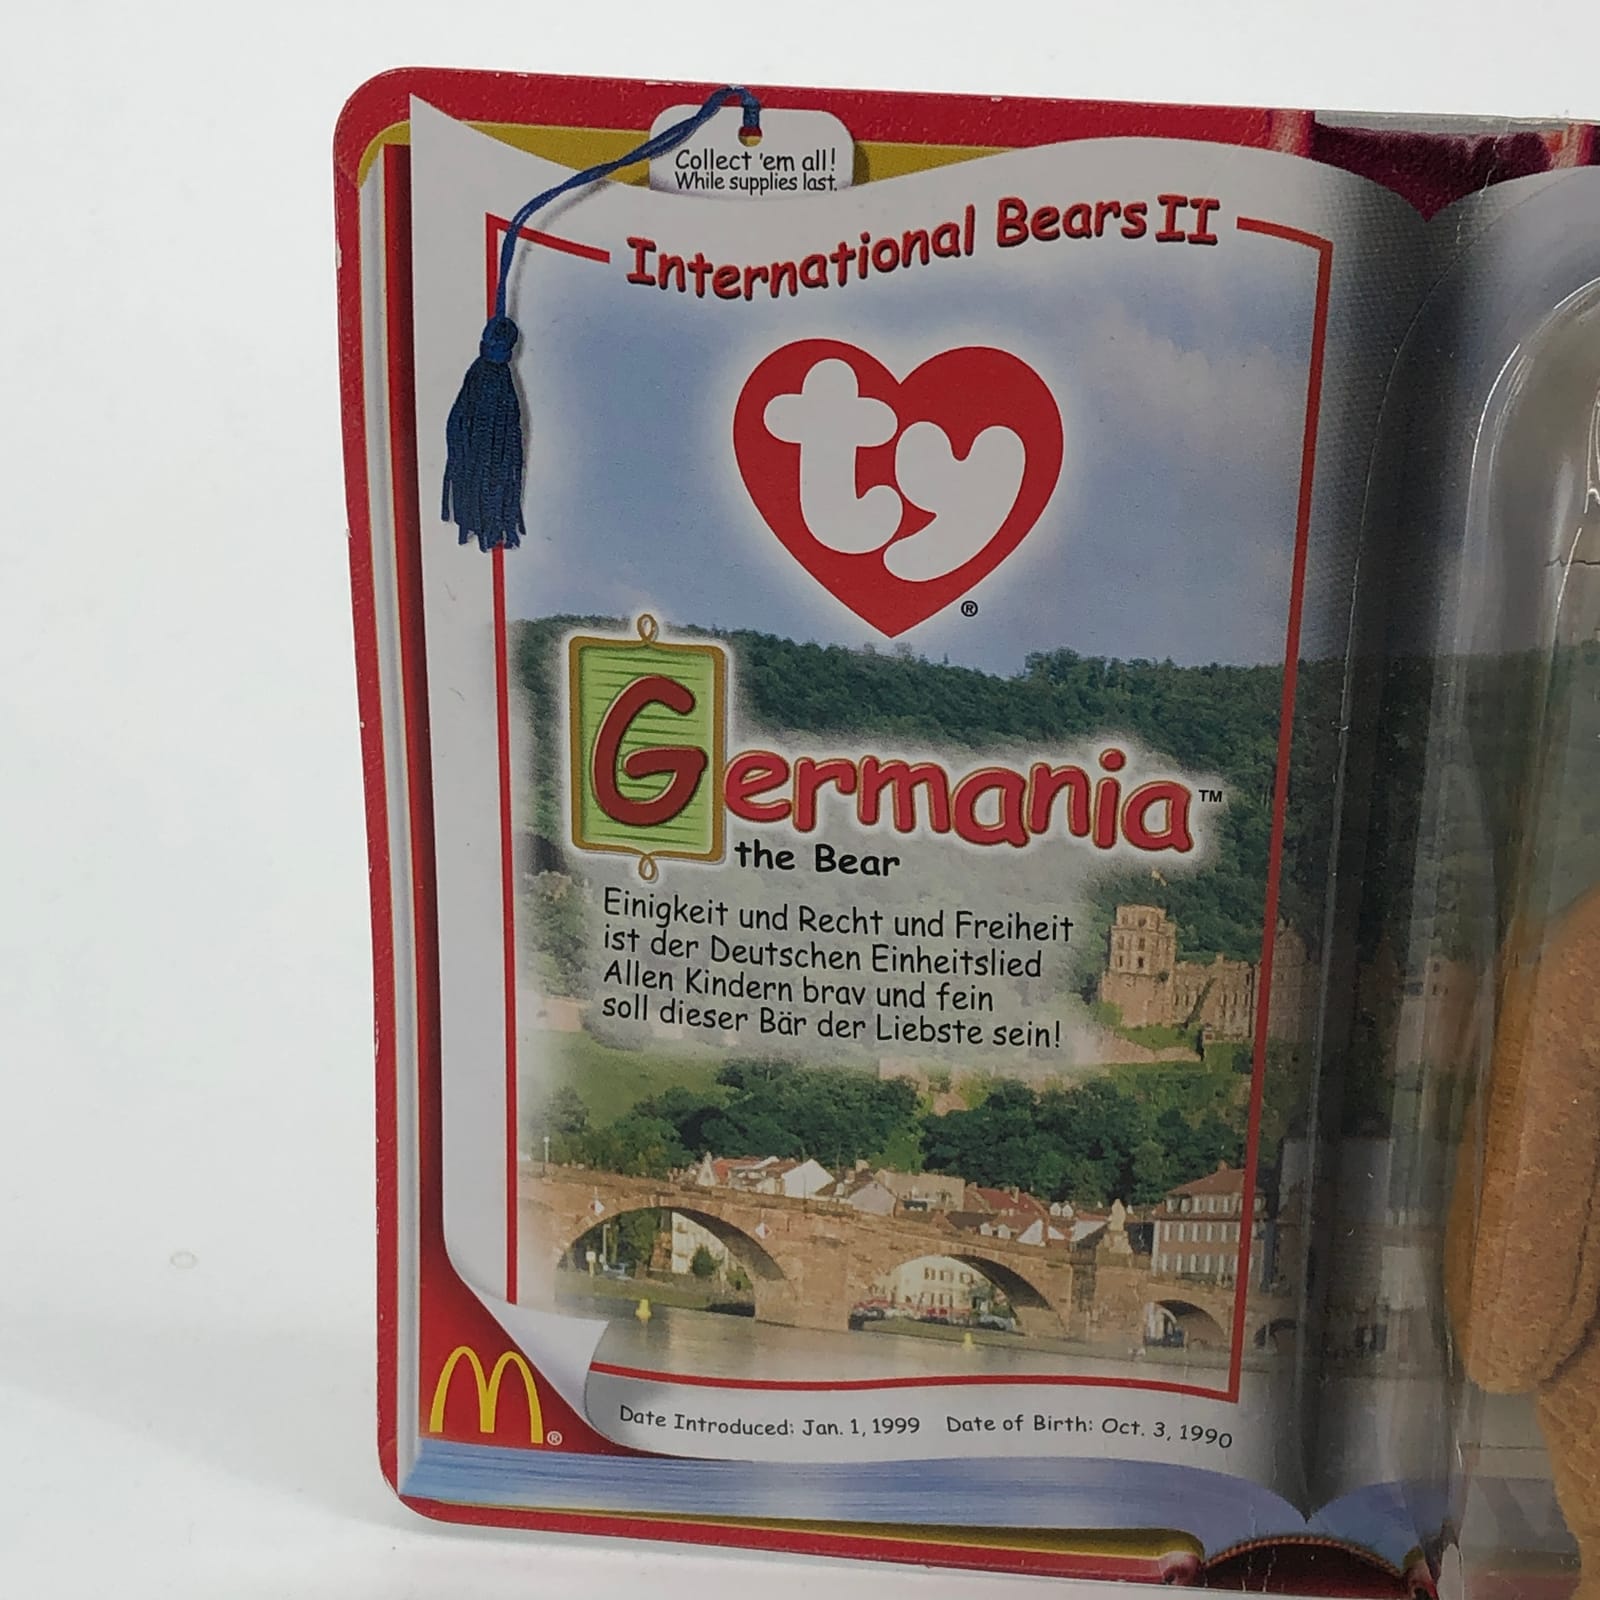 Collect 'em all!
While supplies last.
International Bears II
ty
®
Germania™
the Bear
Einigkeit und Recht und Freiheit
ist der Deutschen Einheitslied
Allen Kindern brav und fein
soll dieser Bär der Liebste sein!
M®
Date Introduced: Jan. 1, 1999 Date of Birth: Oct. 3, 1990